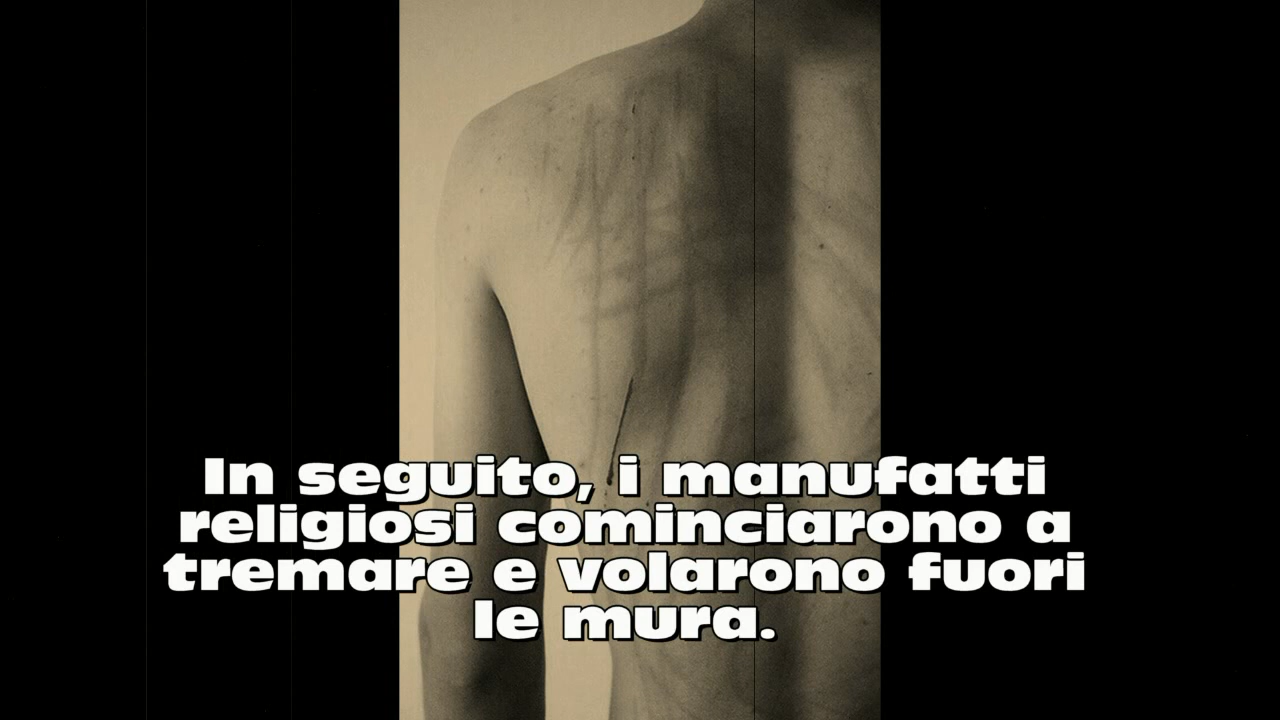 In seguito, i manufatti
religiosi cominciarono a
tremare e volarono fuori
le mura.